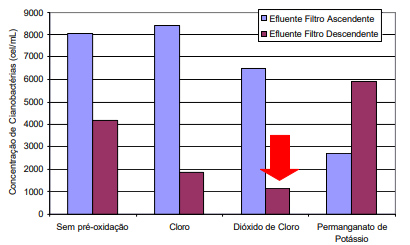 Concentração de Cianobactérias (cel/mL)
9000
8000
7000
6000
5000
4000
3000
2000
1000
0
Efluente Filtro Ascendente
Efluente Filtro Descendente
Sem pré-oxidação
Cloro
Dióxido de Cloro
Permanganato de
Potássio